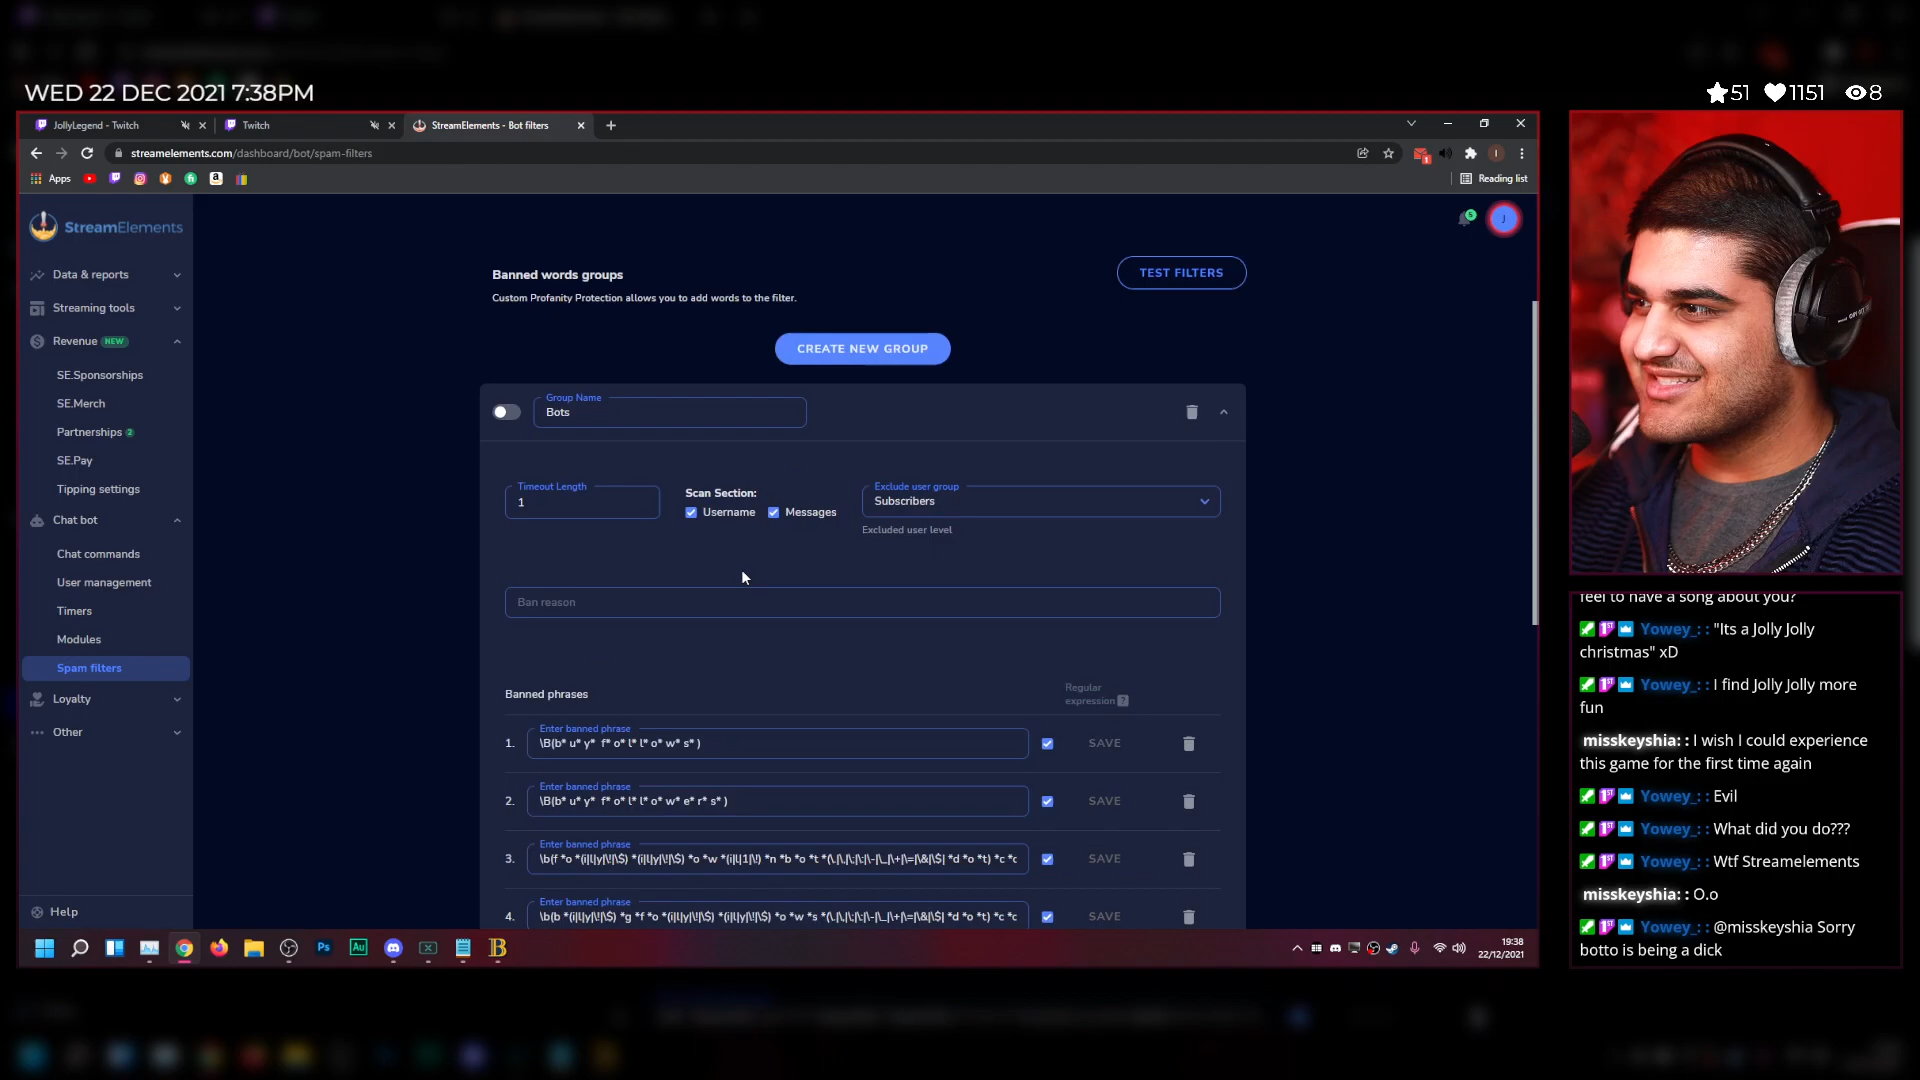 WED 22 DEC 2021 7:38PM
51 1151 8
JollyLegend - Twitch
Twitch
StreamElements - Bot filters
streamelements.com/dashboard/bot/spam-filters
Apps
Reading list
StreamElements
Data & reports
Streaming tools
Revenue NEW
SE.Sponsorships
SE.Merch
Partnerships 2
SE.Pay
Tipping settings
Chat bot
Chat commands
User management
Timers
Modules
Spam filters
Loyalty
Other
Help
J
Banned words groups
Custom Profanity Protection allows you to add words to the filter.
TEST FILTERS
CREATE NEW GROUP
Group Name
Bots
Timeout Length
1
Scan Section:
Username Messages
Exclude user group
Subscribers
Excluded user level
Ban reason
Banned phrases
Regular
expression ?
Enter banned phrase
1. \B(b* u* y* f* o* l* l* o* w* s* ) SAVE
Enter banned phrase
2. \B(b* u* y* f* o* l* l* o* w* e* r* s* ) SAVE
Enter banned phrase
3. SAVE
Enter banned phrase
4. SAVE
19:38
22/12/2021
feel to have a song about you?
Yowey_: : "Its a Jolly Jolly
christmas" xD
Yowey_: : I find Jolly Jolly more
fun
misskeyshia: : I wish I could experience
this game for the first time again
Yowey_: : Evil
Yowey_: : What did you do???
Yowey_: : Wtf Streamelements
misskeyshia: : O.o
Yowey_: : @misskeyshia Sorry
botto is being a dick